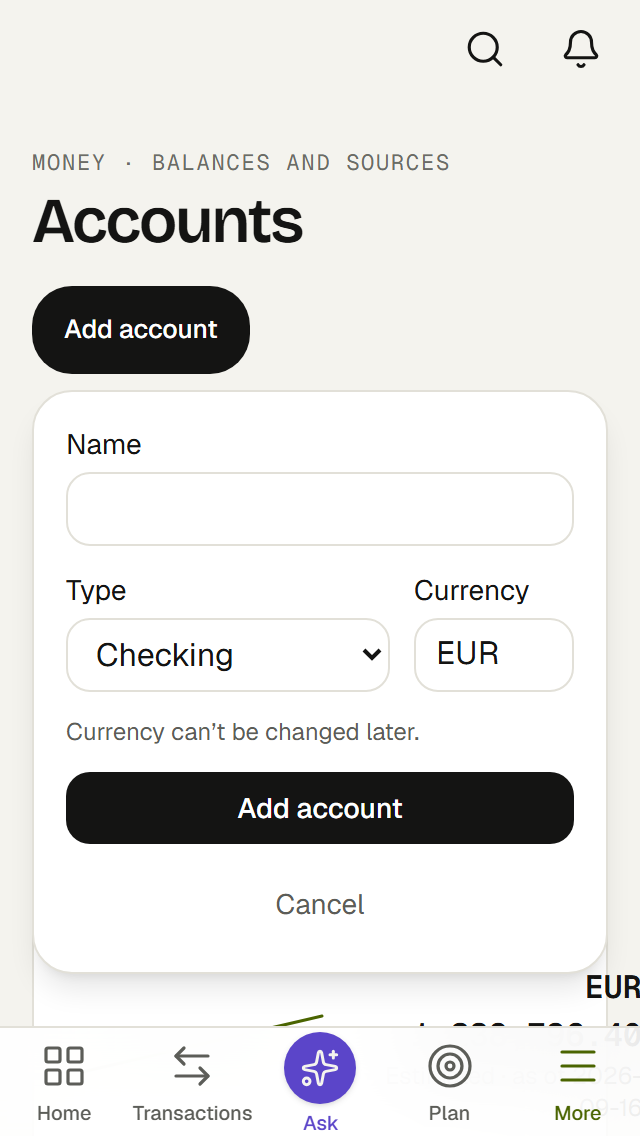 MONEY · BALANCES AND SOURCES
Accounts
Add account
Name
Type
Currency
Checking
EUR
Currency can’t be changed later.
Add account
Cancel
EUR
Home
Transactions
Ask
Plan
More